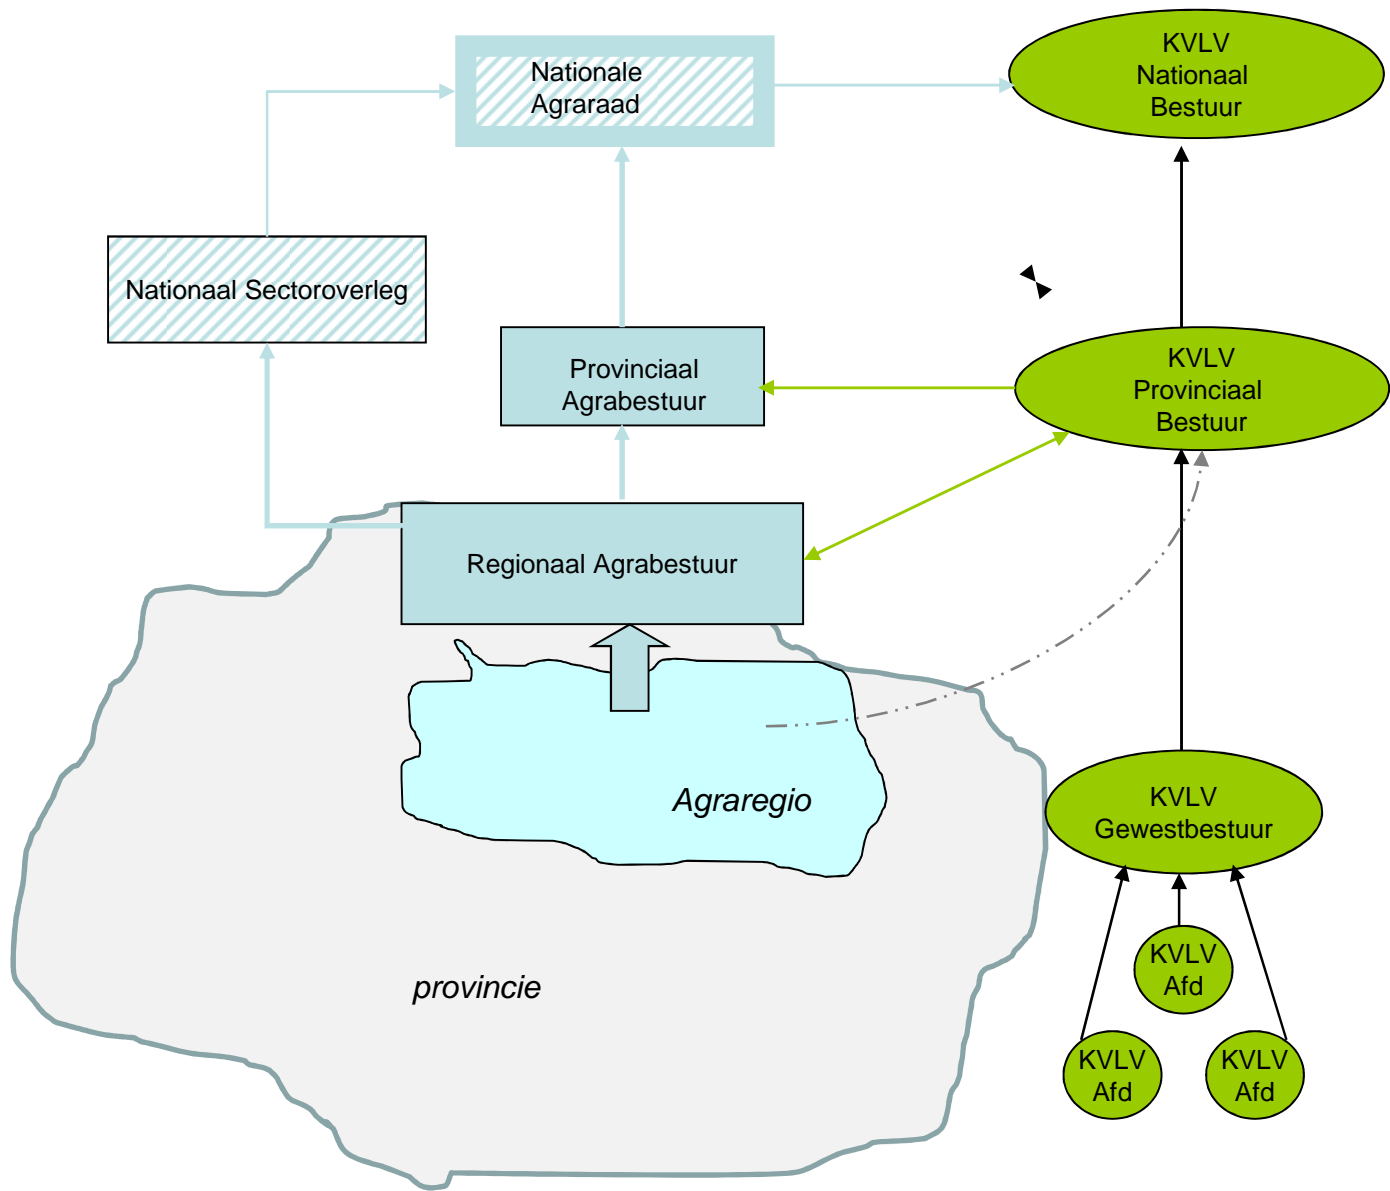 Nationale
Agraraad
KVLV
Nationaal
Bestuur
Nationaal Sectoroverleg
Provinciaal
Agrabestuur
KVLV
Provinciaal
Bestuur
Regionaal Agrabestuur
Agraregio
KVLV
Gewestbestuur
provincie
KVLV
Afd
KVLV
Afd
KVLV
Afd